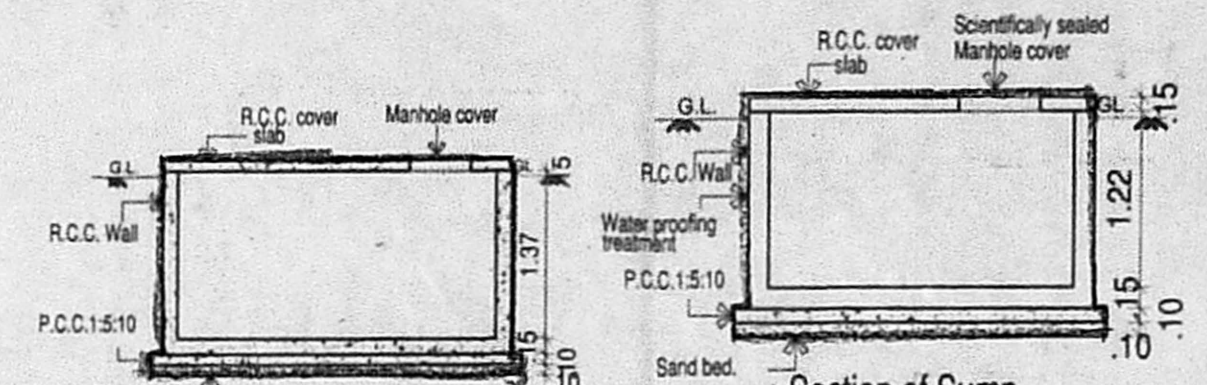 R.C.C. cover
slab
Manhole cover
G.L.
GL
15
R.C.C. Wall
1.37
P.C.C.1:5:10
15
.10
10
R.C.C. cover
slab
Scientifically sealed
Manhole cover
G.L.
GL
.15
R.C.C. Wall
1.22
Water proofing
treatment
P.C.C.1:5:10
.15
.10
.10
Sand bed.
Section of Sump